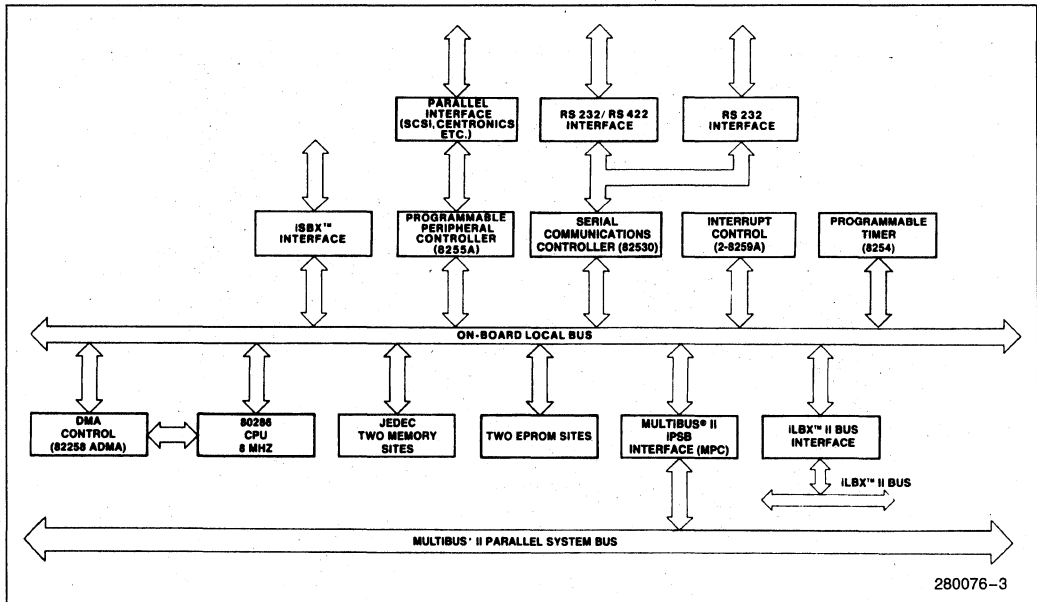 PARALLEL
INTERFACE
(SCSI, CENTRONICS
ETC.)
RS 232/ RS 422
INTERFACE
RS 232
INTERFACE
iSBX™
INTERFACE
PROGRAMMABLE
PERIPHERAL
CONTROLLER
(8255A)
SERIAL
COMMUNICATIONS
CONTROLLER (82530)
INTERRUPT
CONTROL
(2-8259A)
PROGRAMMABLE
TIMER
(8254)
ON-BOARD LOCAL BUS
DMA
CONTROL
(82258 ADMA)
80286
CPU
8 MHZ
JEDEC
TWO MEMORY
SITES
TWO EPROM SITES
MULTIBUS® II
iPSB
INTERFACE (MPC)
iLBX™ II BUS
INTERFACE
iLBX™ II BUS
MULTIBUS® II PARALLEL SYSTEM BUS
280076–3